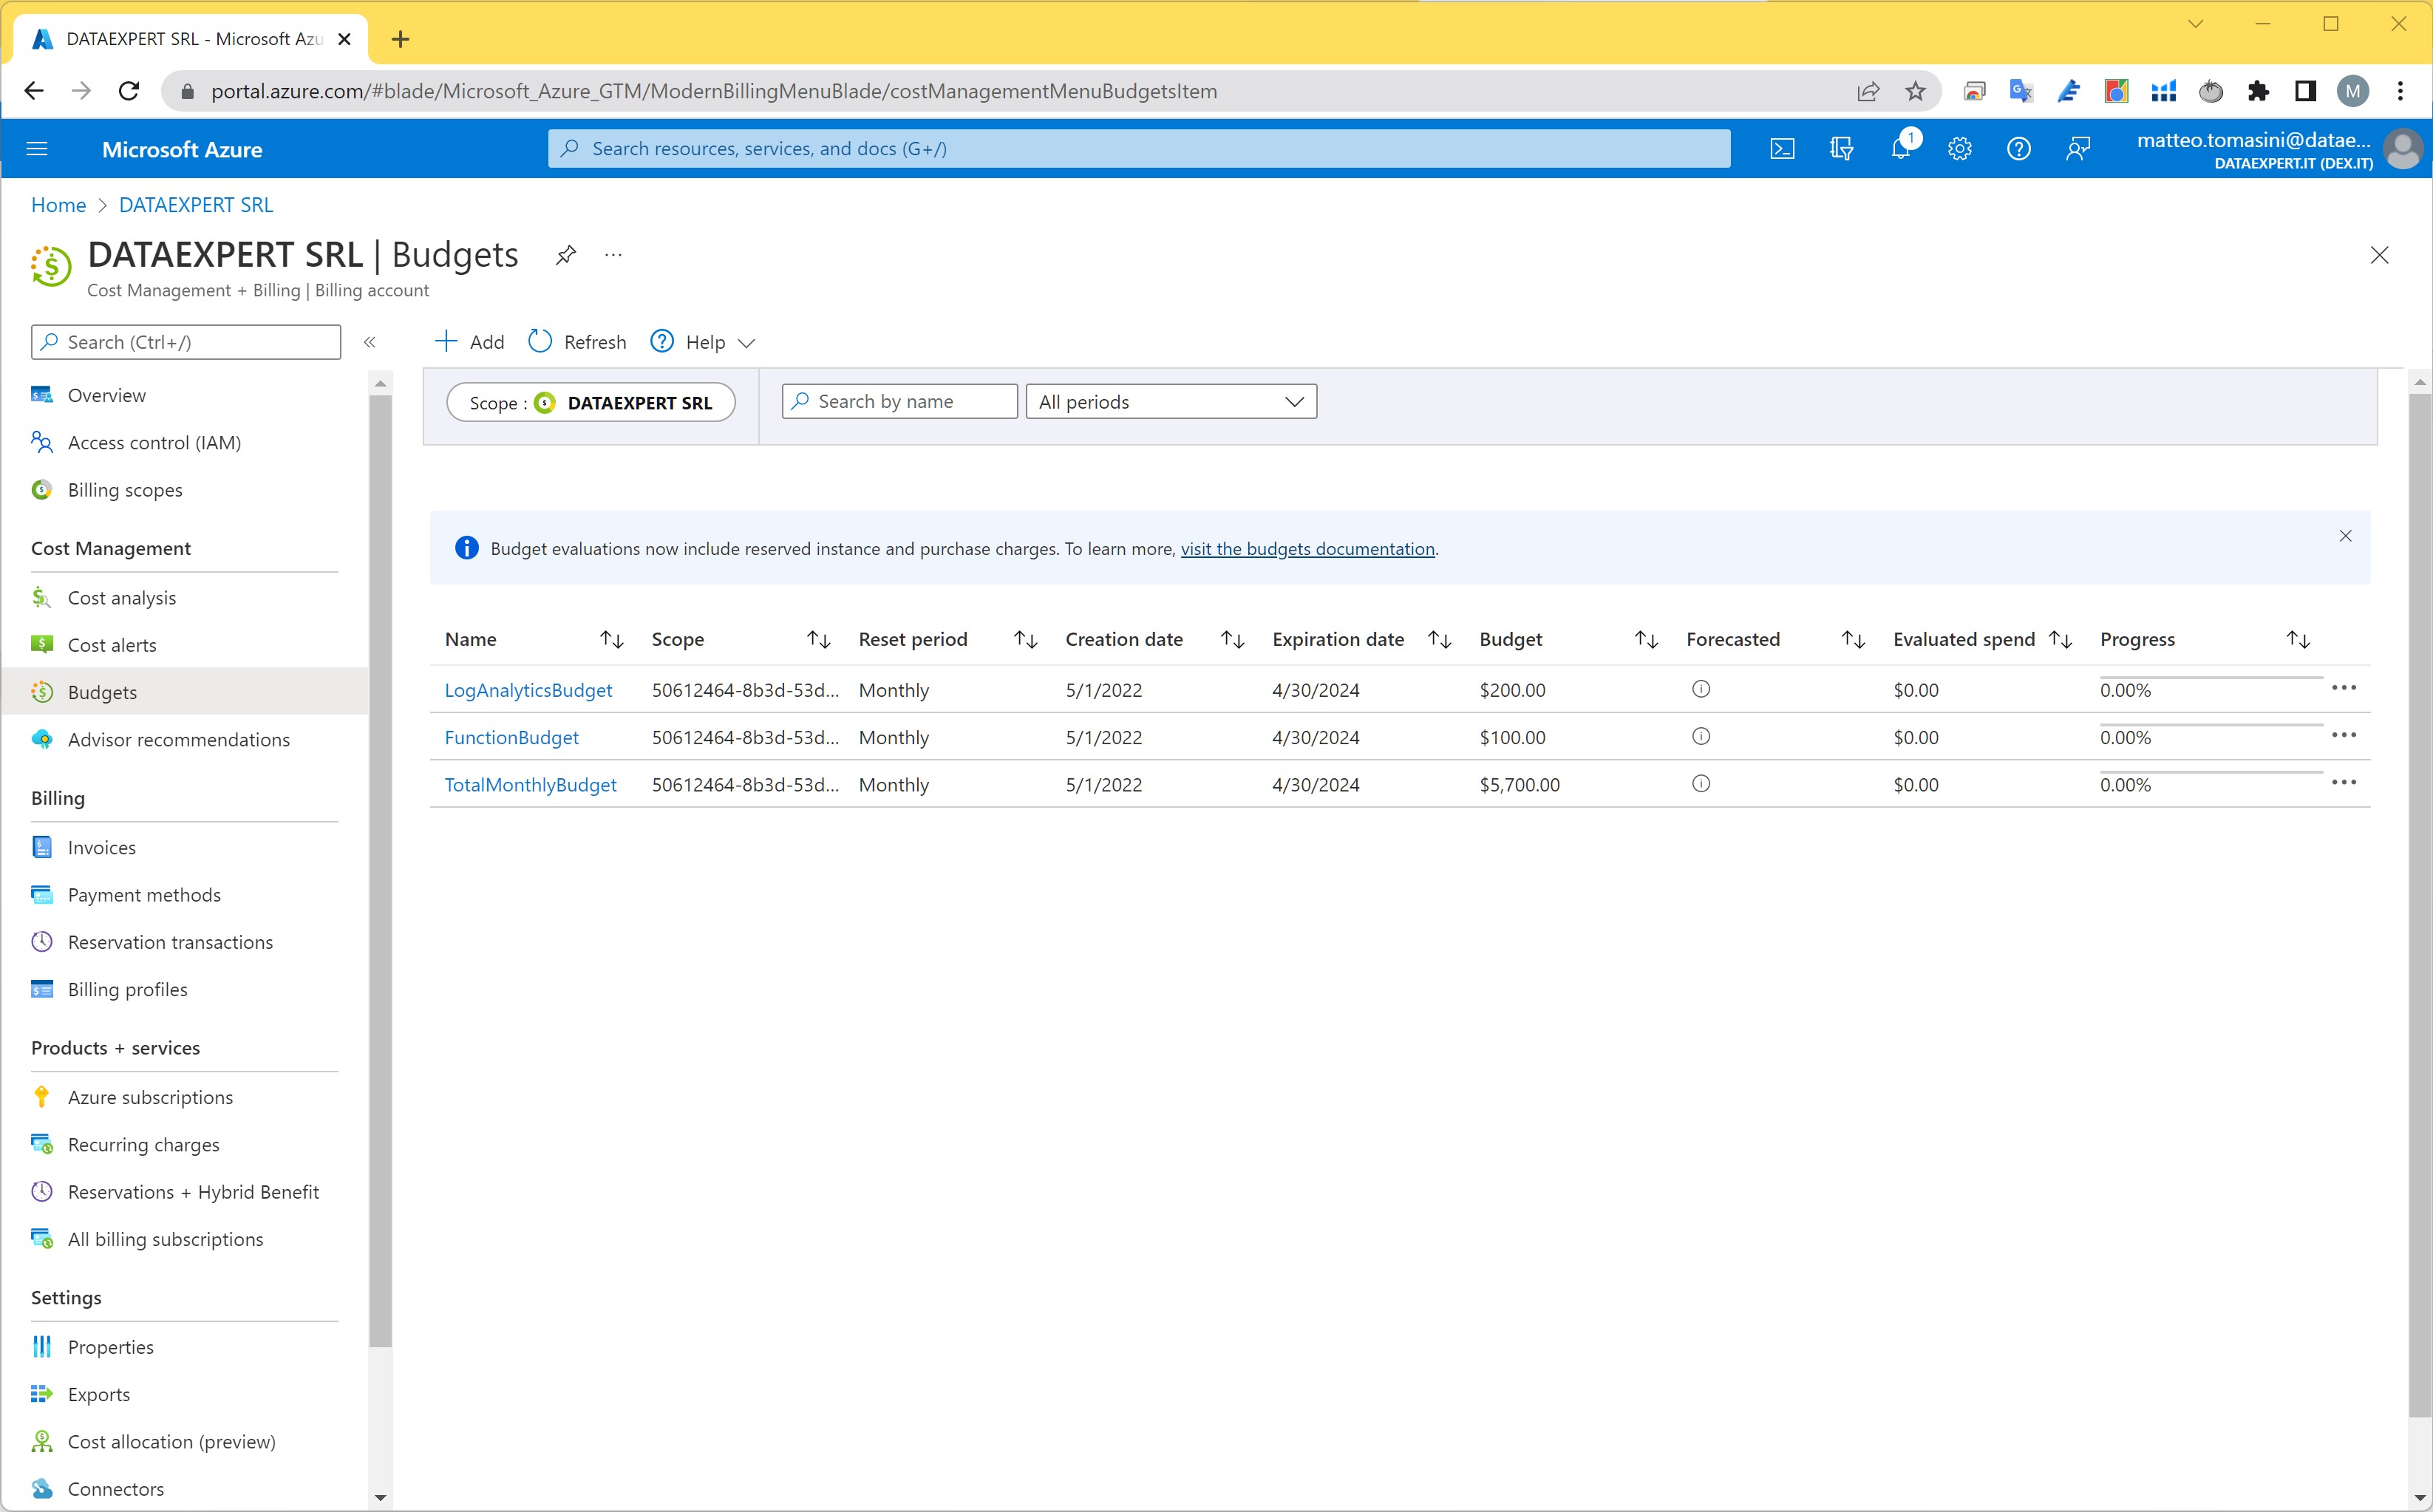 DATAEXPERT SRL - Microsoft Azu
portal.azure.com/#blade/Microsoft_Azure_GTM/ModernBillingMenuBlade/costManagementMenuBudgetsItem
M
Microsoft Azure
Search resources, services, and docs (G+/)
1
matteo.tomasini@datae...
DATAEXPERT.IT (DEX.IT)
Home > DATAEXPERT SRL
DATAEXPERT SRL | Budgets
Cost Management + Billing | Billing account
Search (Ctrl+/)
Overview
Access control (IAM)
Billing scopes
Cost Management
Cost analysis
Cost alerts
Budgets
Advisor recommendations
Billing
Invoices
Payment methods
Reservation transactions
Billing profiles
Products + services
Azure subscriptions
Recurring charges
Reservations + Hybrid Benefit
All billing subscriptions
Settings
Properties
Exports
Cost allocation (preview)
Connectors
Add Refresh Help
Scope : DATAEXPERT SRL Search by name All periods
Budget evaluations now include reserved instance and purchase charges. To learn more, visit the budgets documentation.
Name Scope Reset period Creation date Expiration date Budget Forecasted Evaluated spend Progress
LogAnalyticsBudget 50612464-8b3d-53d... Monthly 5/1/2022 4/30/2024 $200.00 $0.00 0.00%
FunctionBudget 50612464-8b3d-53d... Monthly 5/1/2022 4/30/2024 $100.00 $0.00 0.00%
TotalMonthlyBudget 50612464-8b3d-53d... Monthly 5/1/2022 4/30/2024 $5,700.00 $0.00 0.00%